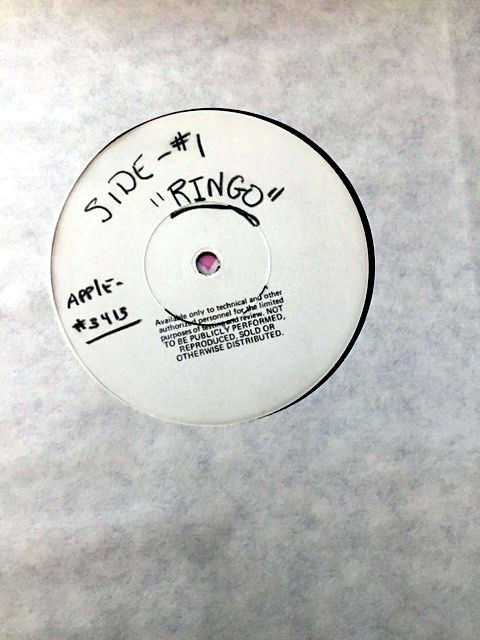 SIDE-#1
"RINGO"
APPLE-
#3413
Available only to technical and other
authorized personnel for the limited
purposes of testing and review. NOT
TO BE PUBLICLY PERFORMED,
REPRODUCED, SOLD OR
OTHERWISE DISTRIBUTED.